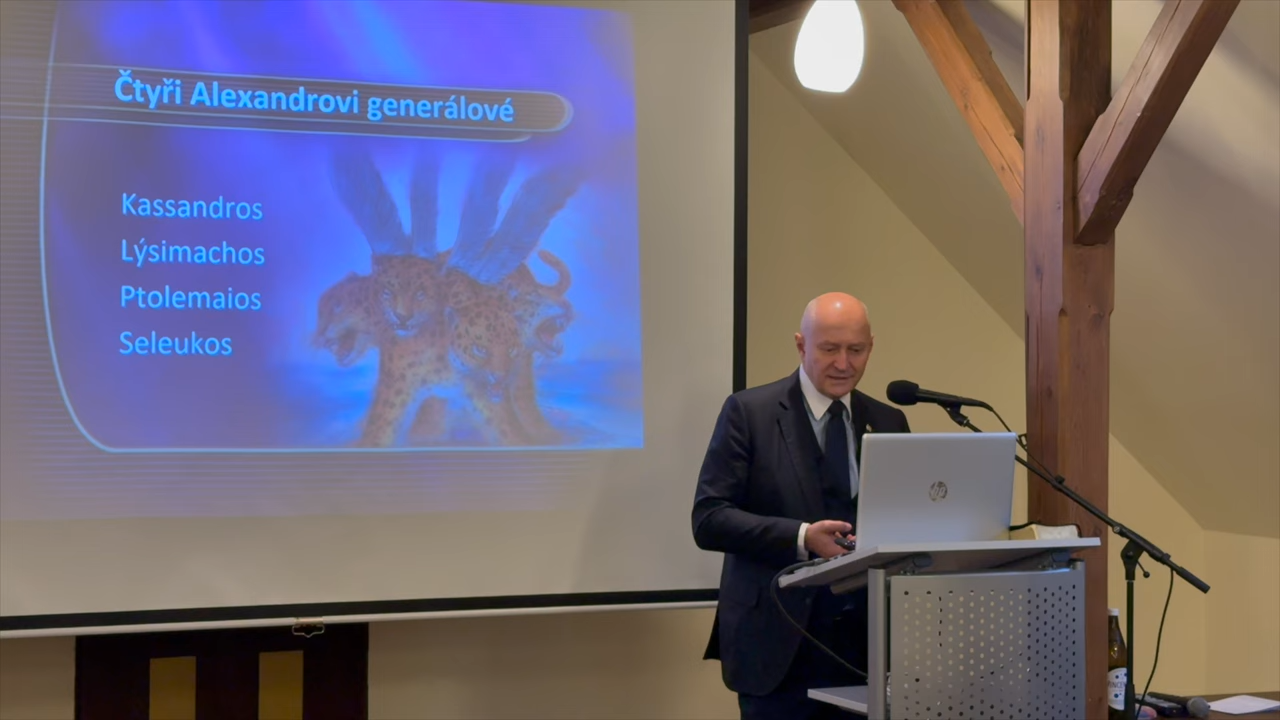 Čtyři Alexandrovi generálové
Kassandros
Lýsimachos
Ptolemaios
Seleukos
hp